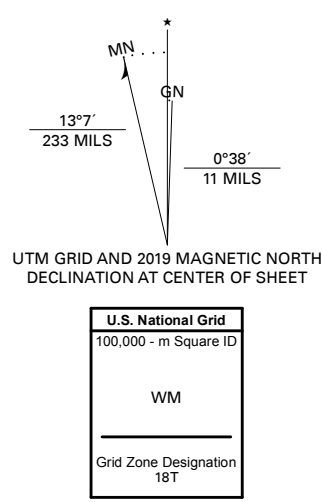 MN
GN
13°7´
233 MILS
0°38´
11 MILS
UTM GRID AND 2019 MAGNETIC NORTH
DECLINATION AT CENTER OF SHEET
U.S. National Grid
100,000 - m Square ID
WM
Grid Zone Designation
18T